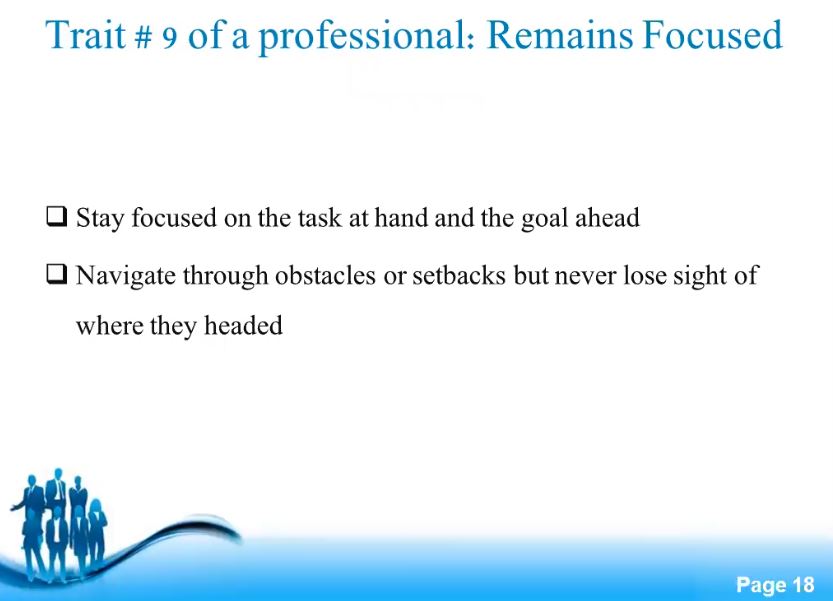 Trait # 9 of a professional: Remains Focused
Stay focused on the task at hand and the goal ahead
Navigate through obstacles or setbacks but never lose sight of
where they headed
Page 18